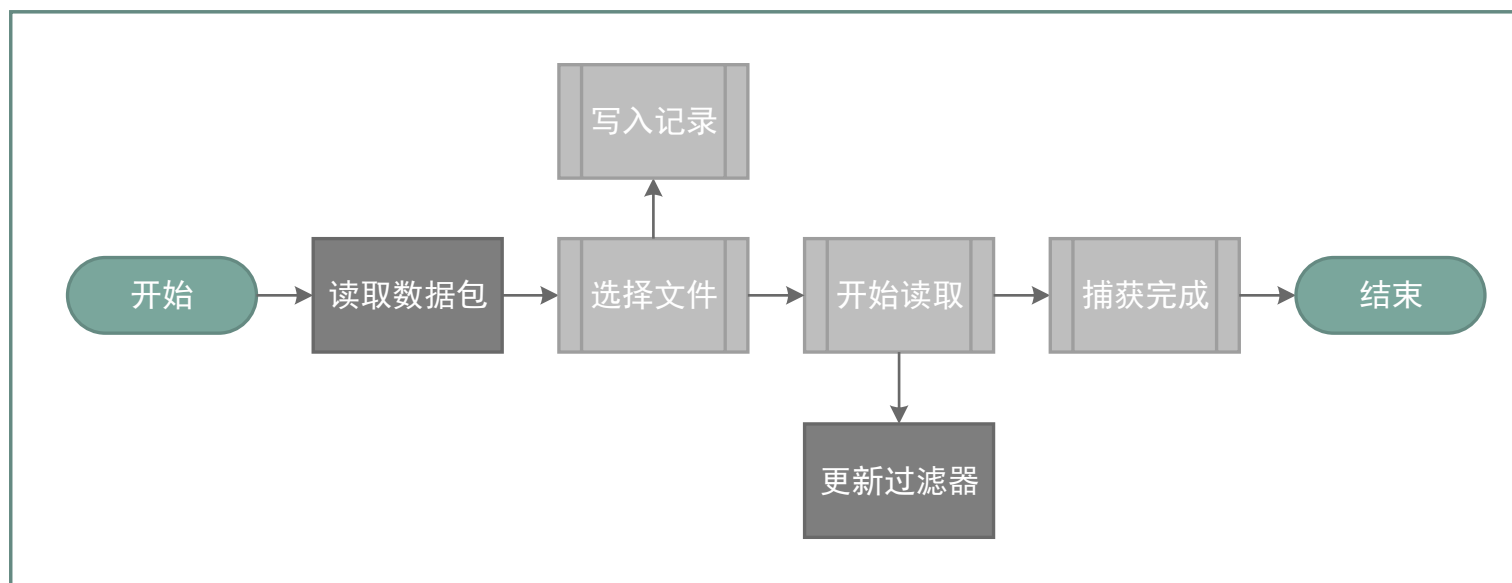 写入记录
开始
读取数据包
选择文件
开始读取
捕获完成
结束
更新过滤器